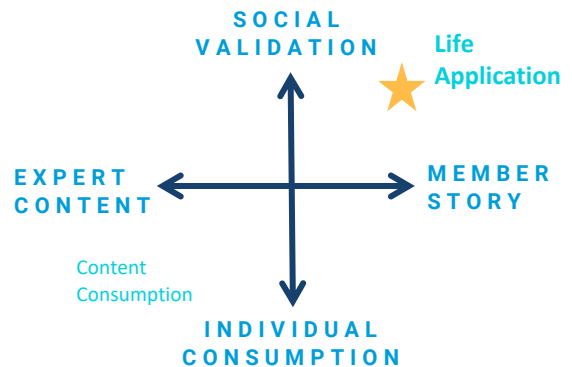 SOCIAL
VALIDATION
Life
Application
EXPERT
CONTENT
MEMBER
STORY
Content
Consumption
INDIVIDUAL
CONSUMPTION